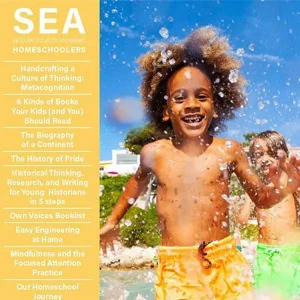 SEA
HOMESCHOOLERS
Handcrafting a
Culture of Thinking:
Metacognition
6 Kinds of Books
Your Kids (and You)
Should Read
The Biography
of a Continent
The History of Pride
Historical Thinking,
Research, and Writing
for Young Historians
in 5 steps
Own Voices Booklist
Easy Engineering
at Home
Mindfulness and the
Focused Attention
Practice
Our Homeschool
Journey